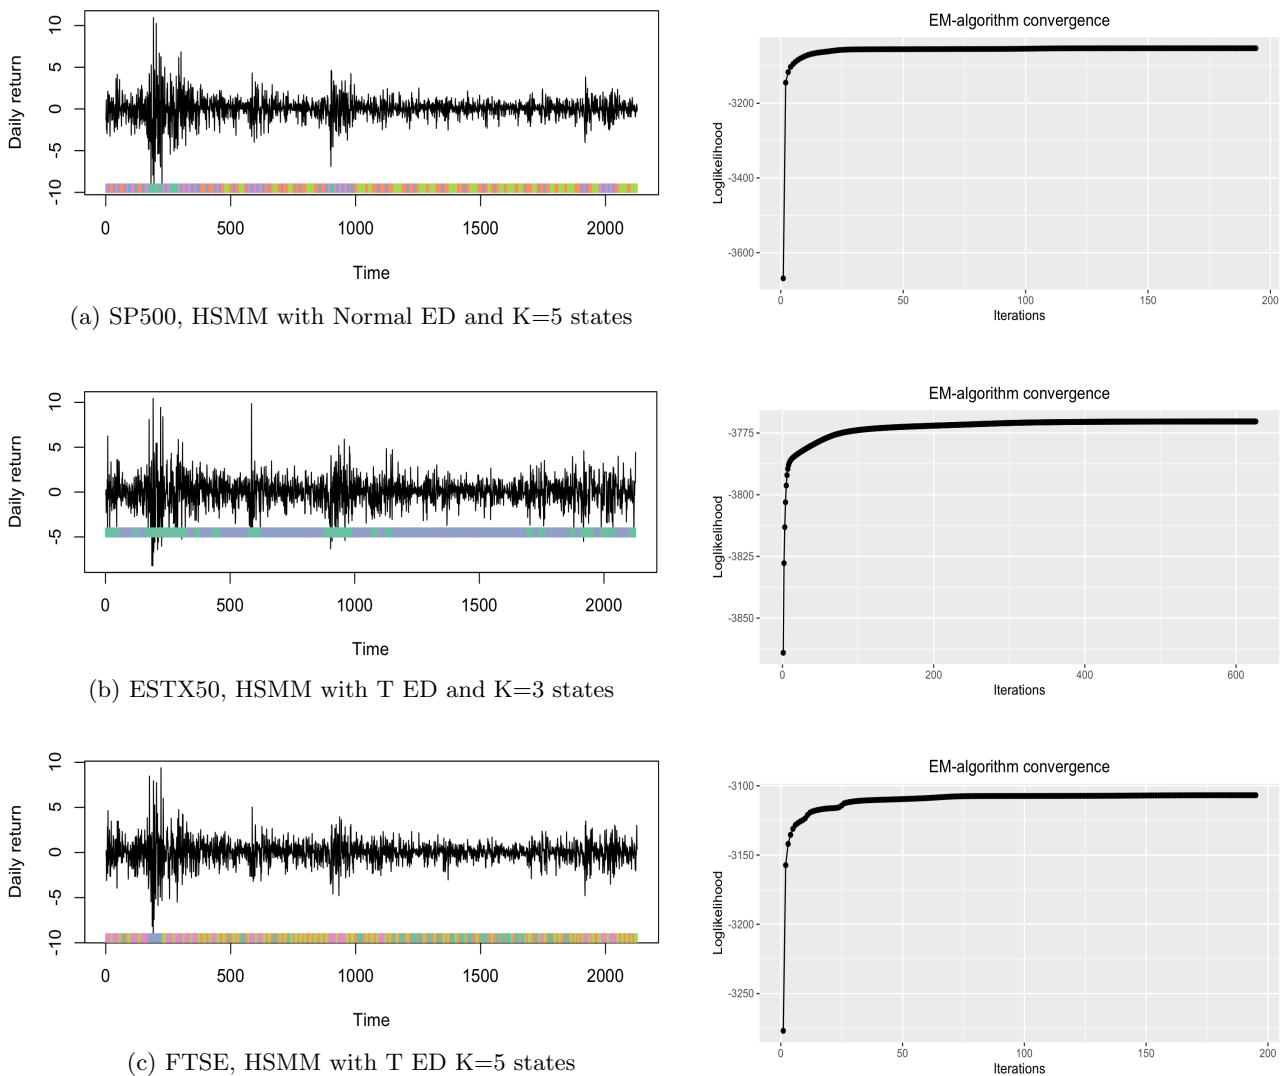 Daily return
10
5
0
-5
-10
0 500 1000 1500 2000
Time
(a) SP500, HSMM with Normal ED and K=5 states
EM-algorithm convergence
Loglikelihood
-3200
-3400
-3600
0 50 100 150 200
Iterations
Daily return
10
5
0
-5
0 500 1000 1500 2000
Time
(b) ESTX50, HSMM with T ED and K=3 states
EM-algorithm convergence
Loglikelihood
-3775
-3800
-3825
-3850
0 200 400 600
Iterations
Daily return
10
5
0
-5
-10
0 500 1000 1500 2000
Time
(c) FTSE, HSMM with T ED K=5 states
EM-algorithm convergence
Loglikelihood
-3100
-3150
-3200
-3250
0 50 100 150 200
Iterations